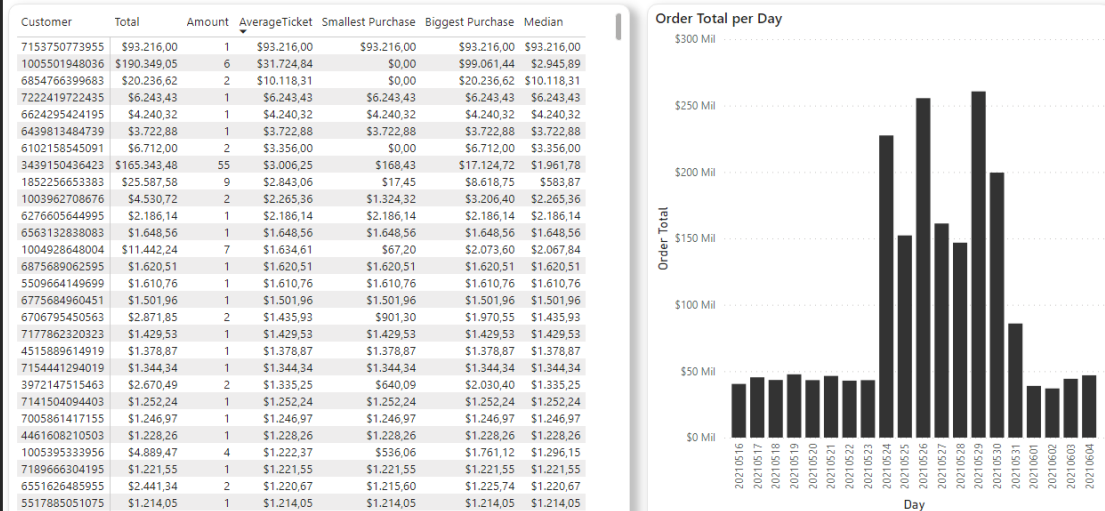 Customer Total Amount AverageTicket Smallest Purchase Biggest Purchase Median
7153750773955 $93.216,00 1 $93.216,00 $93.216,00 $93.216,00 $93.216,00
1005501948036 $190.349,05 6 $31.724,84 $0,00 $99.061,44 $2.945,89
6854766399683 $20.236,62 2 $10.118,31 $0,00 $20.236,62 $10.118,31
7222419722435 $6.243,43 1 $6.243,43 $6.243,43 $6.243,43 $6.243,43
6624295424195 $4.240,32 1 $4.240,32 $4.240,32 $4.240,32 $4.240,32
6439813484739 $3.722,88 1 $3.722,88 $3.722,88 $3.722,88 $3.722,88
6102158545091 $6.712,00 2 $3.356,00 $0,00 $6.712,00 $3.356,00
3439150436423 $165.343,48 55 $3.006,25 $168,43 $17.124,72 $1.961,78
1852256653383 $25.587,58 9 $2.843,06 $17,45 $8.618,75 $583,87
1003962708676 $4.530,72 2 $2.265,36 $1.324,32 $3.206,40 $2.265,36
6276605644995 $2.186,14 1 $2.186,14 $2.186,14 $2.186,14 $2.186,14
6563132838083 $1.648,56 1 $1.648,56 $1.648,56 $1.648,56 $1.648,56
1004928648004 $11.442,24 7 $1.634,61 $67,20 $2.073,60 $2.067,84
6875689062595 $1.620,51 1 $1.620,51 $1.620,51 $1.620,51 $1.620,51
5509664149699 $1.610,76 1 $1.610,76 $1.610,76 $1.610,76 $1.610,76
6775684960451 $1.501,96 1 $1.501,96 $1.501,96 $1.501,96 $1.501,96
6706795450563 $2.871,85 2 $1.435,93 $901,30 $1.970,55 $1.435,93
7177862320323 $1.429,53 1 $1.429,53 $1.429,53 $1.429,53 $1.429,53
4515889614919 $1.378,87 1 $1.378,87 $1.378,87 $1.378,87 $1.378,87
7154441294019 $1.344,34 1 $1.344,34 $1.344,34 $1.344,34 $1.344,34
3972147515463 $2.670,49 2 $1.335,25 $640,09 $2.030,40 $1.335,25
7141504094403 $1.252,24 1 $1.252,24 $1.252,24 $1.252,24 $1.252,24
7005861417155 $1.246,97 1 $1.246,97 $1.246,97 $1.246,97 $1.246,97
4461608210503 $1.228,26 1 $1.228,26 $1.228,26 $1.228,26 $1.228,26
1005395333956 $4.889,47 4 $1.222,37 $536,06 $1.761,12 $1.296,15
7189666304195 $1.221,55 1 $1.221,55 $1.221,55 $1.221,55 $1.221,55
6551626485955 $2.441,34 2 $1.220,67 $1.215,60 $1.225,74 $1.220,67
5517885051075 $1.214,05 1 $1.214,05 $1.214,05 $1.214,05 $1.214,05
Order Total per Day
$300 Mil
$250 Mil
$200 Mil
$150 Mil
$100 Mil
$50 Mil
$0 Mil
Order Total
20210516
20210517
20210518
20210519
20210520
20210521
20210522
20210523
20210524
20210525
20210526
20210527
20210528
20210529
20210530
20210531
20210601
20210602
20210603
20210604
Day